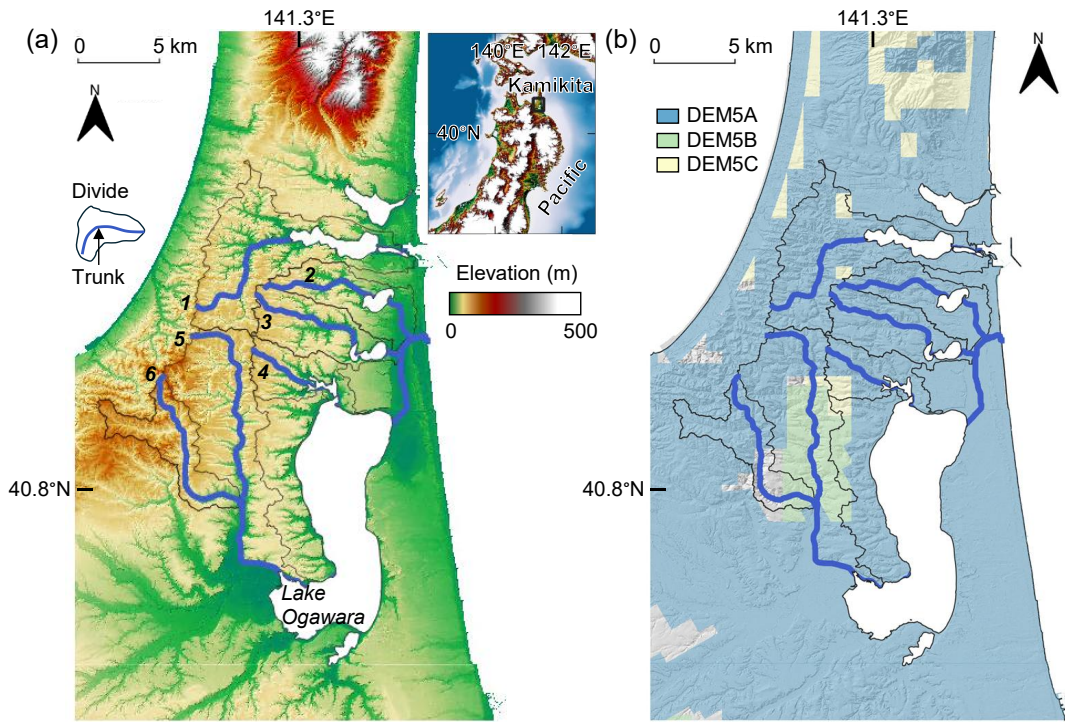 (a)
0
5 km
141.3°E
N
Divide
Trunk
140°E
142°E
Kamikita
40°N
Pacific
Elevation (m)
0
500
1
2
3
4
5
6
40.8°N
Lake
Ogawara
(b)
0
5 km
141.3°E
N
DEM5A
DEM5B
DEM5C
40.8°N